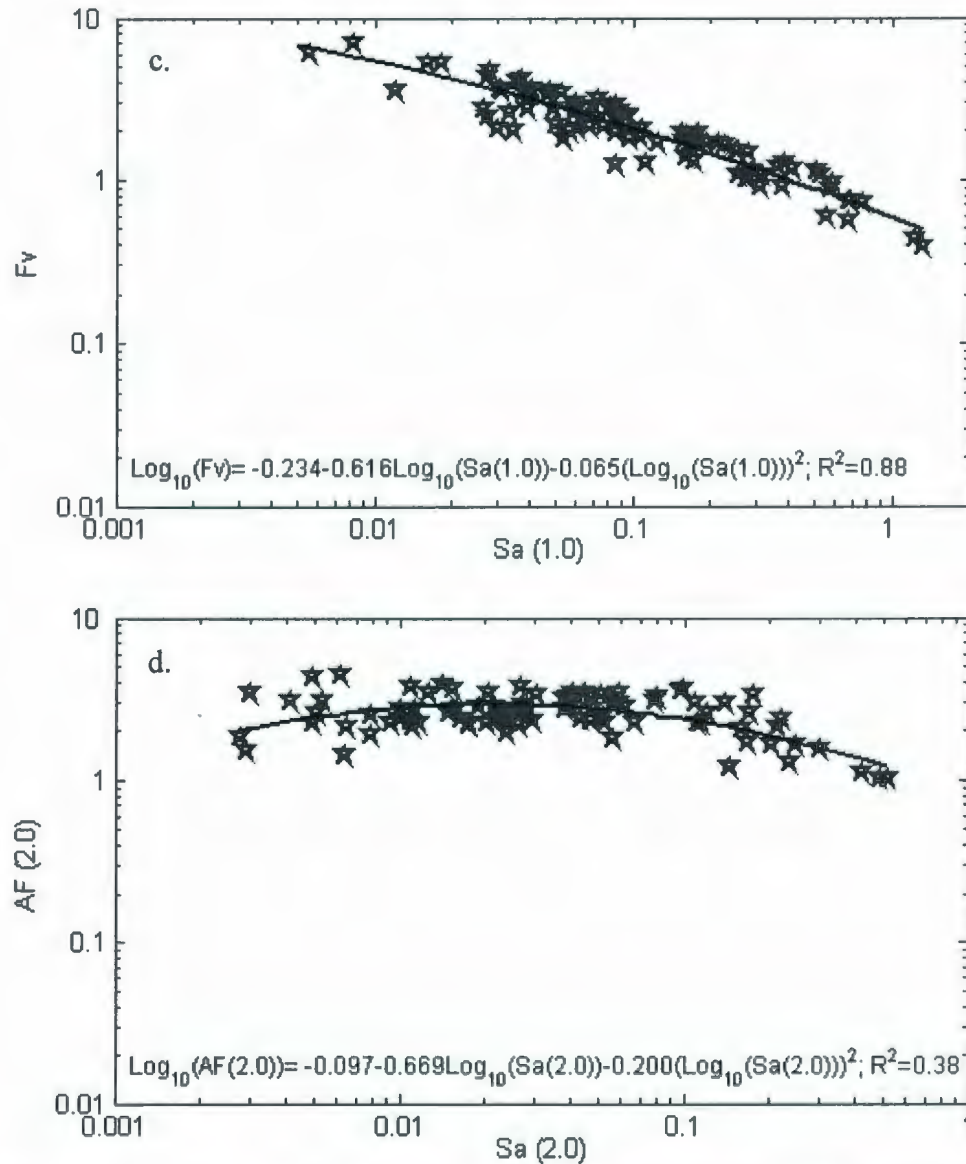 10
c.
1
Fv
0.1
Log10(Fv)= -0.234-0.616Log10(Sa(1.0))-0.065(Log10(Sa(1.0)))^2; R^2=0.88
0.01
0.001 0.01 0.1 1
Sa (1.0)
10
d.
1
AF (2.0)
0.1
Log10(AF(2.0))= -0.097-0.669Log10(Sa(2.0))-0.200(Log10(Sa(2.0)))^2; R^2=0.38
0.01
0.001 0.01 0.1
Sa (2.0)